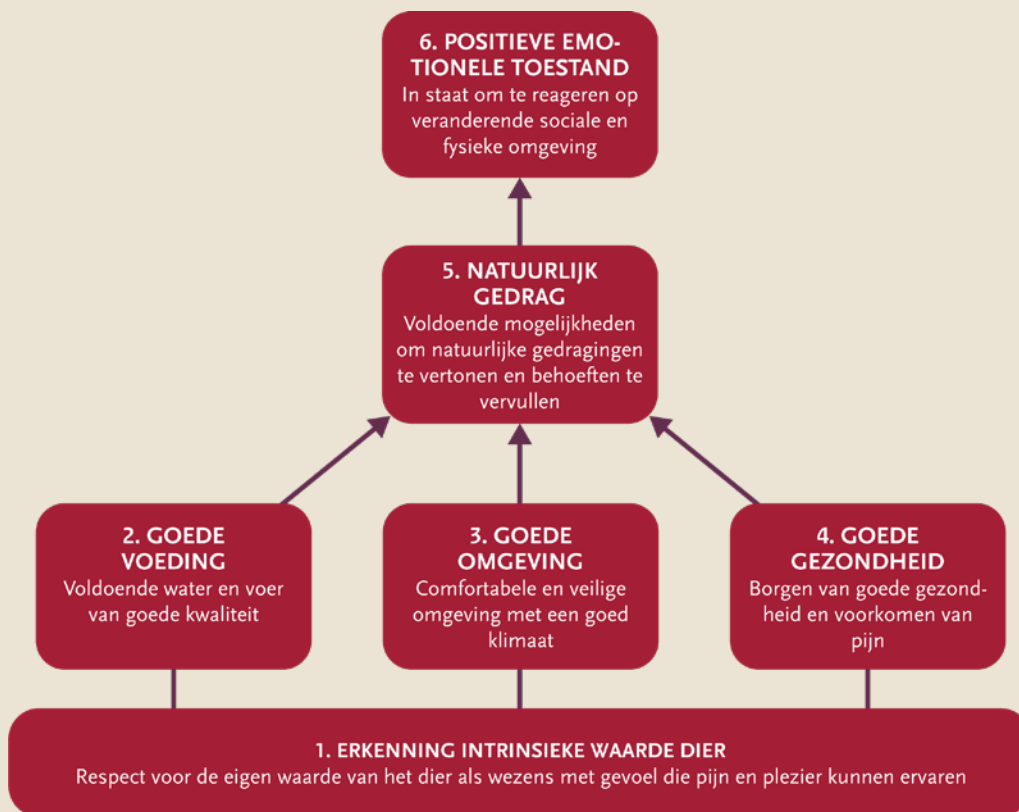 6. POSITIEVE EMO-
TIONELE TOESTAND
In staat om te reageren op
veranderende sociale en
fysieke omgeving
5. NATUURLIJK
GEDRAG
Voldoende mogelijkheden
om natuurlijke gedragingen
te vertonen en behoeften te
vervullen
2. GOEDE
VOEDING
Voldoende water en voer
van goede kwaliteit
3. GOEDE
OMGEVING
Comfortabele en veilige
omgeving met een goed
klimaat
4. GOEDE
GEZONDHEID
Borgen van goede gezond-
heid en voorkomen van
pijn
1. ERKENNING INTRINSIEKE WAARDE DIER
Respect voor de eigen waarde van het dier als wezens met gevoel die pijn en plezier kunnen ervaren